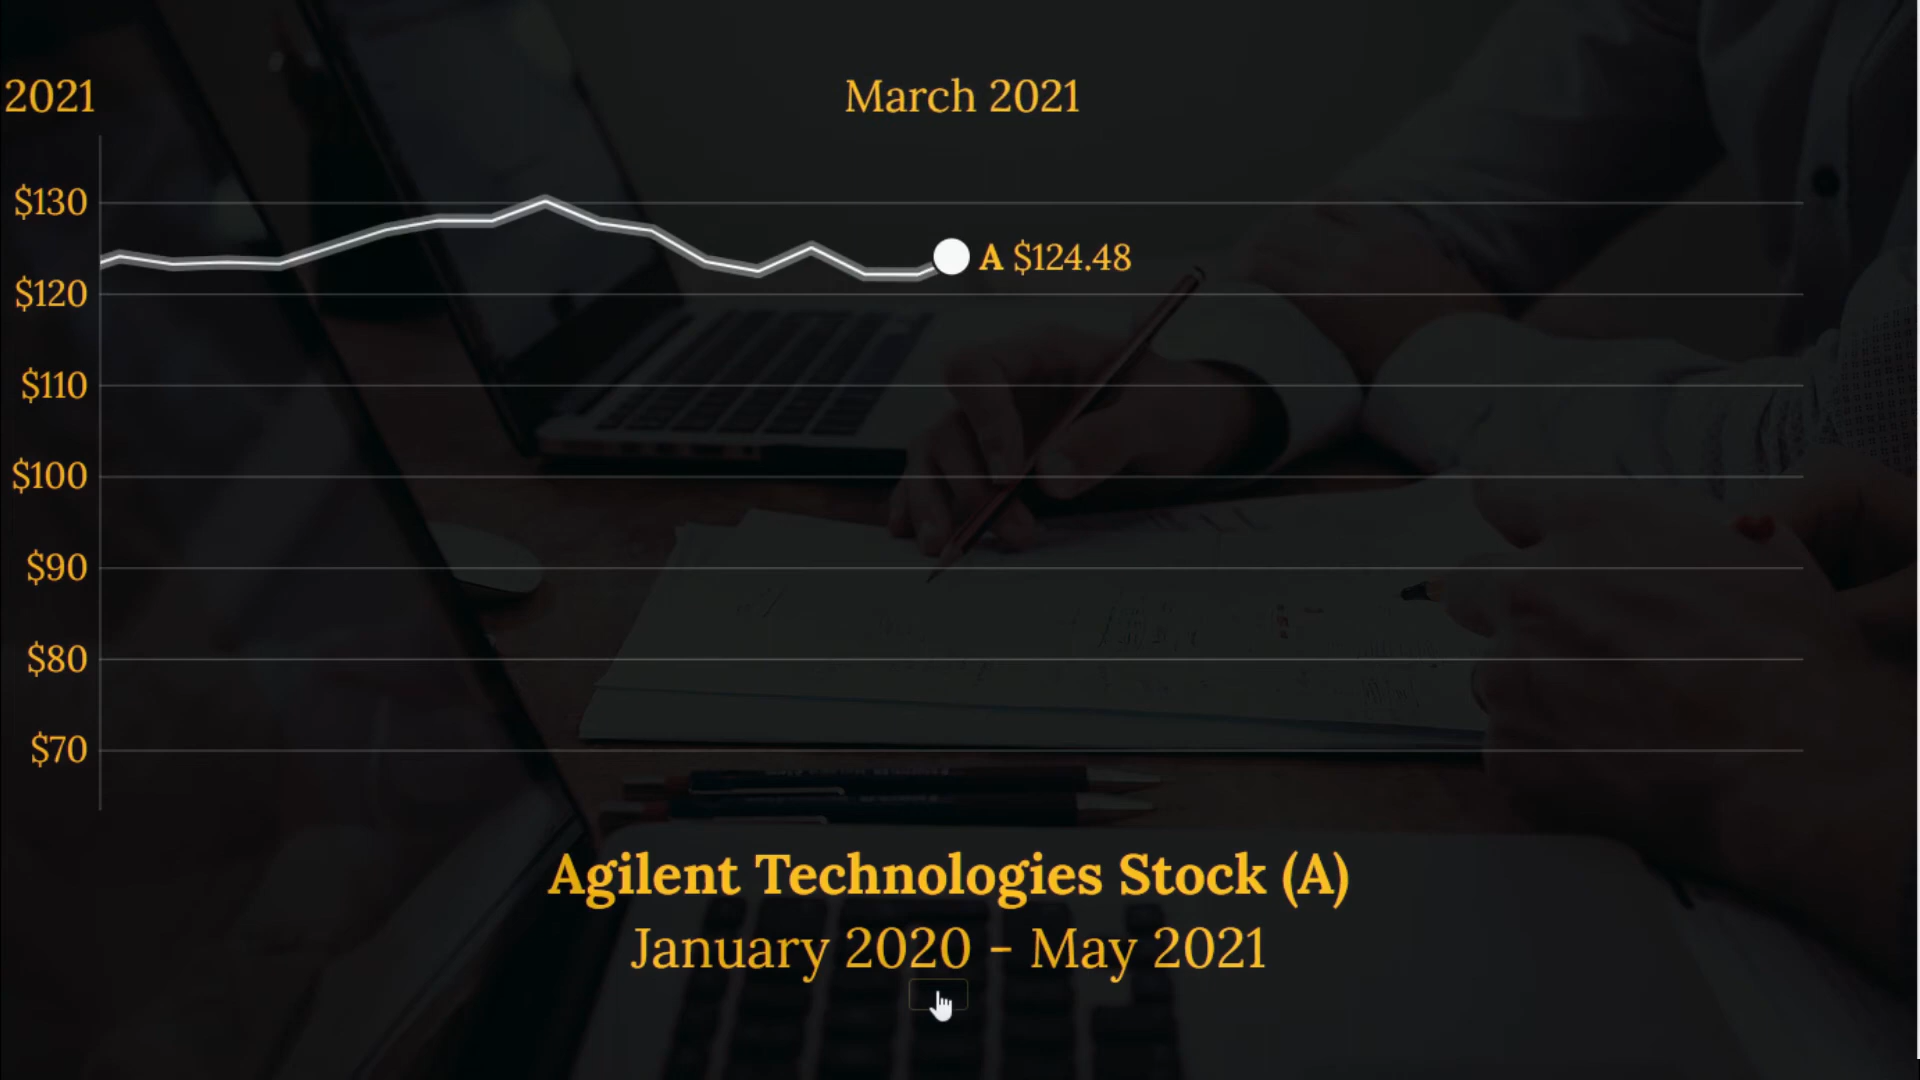 2021
March 2021
$130
A $124.48
$120
$110
$100
$90
$80
$70
Agilent Technologies Stock (A)
January 2020 - May 2021